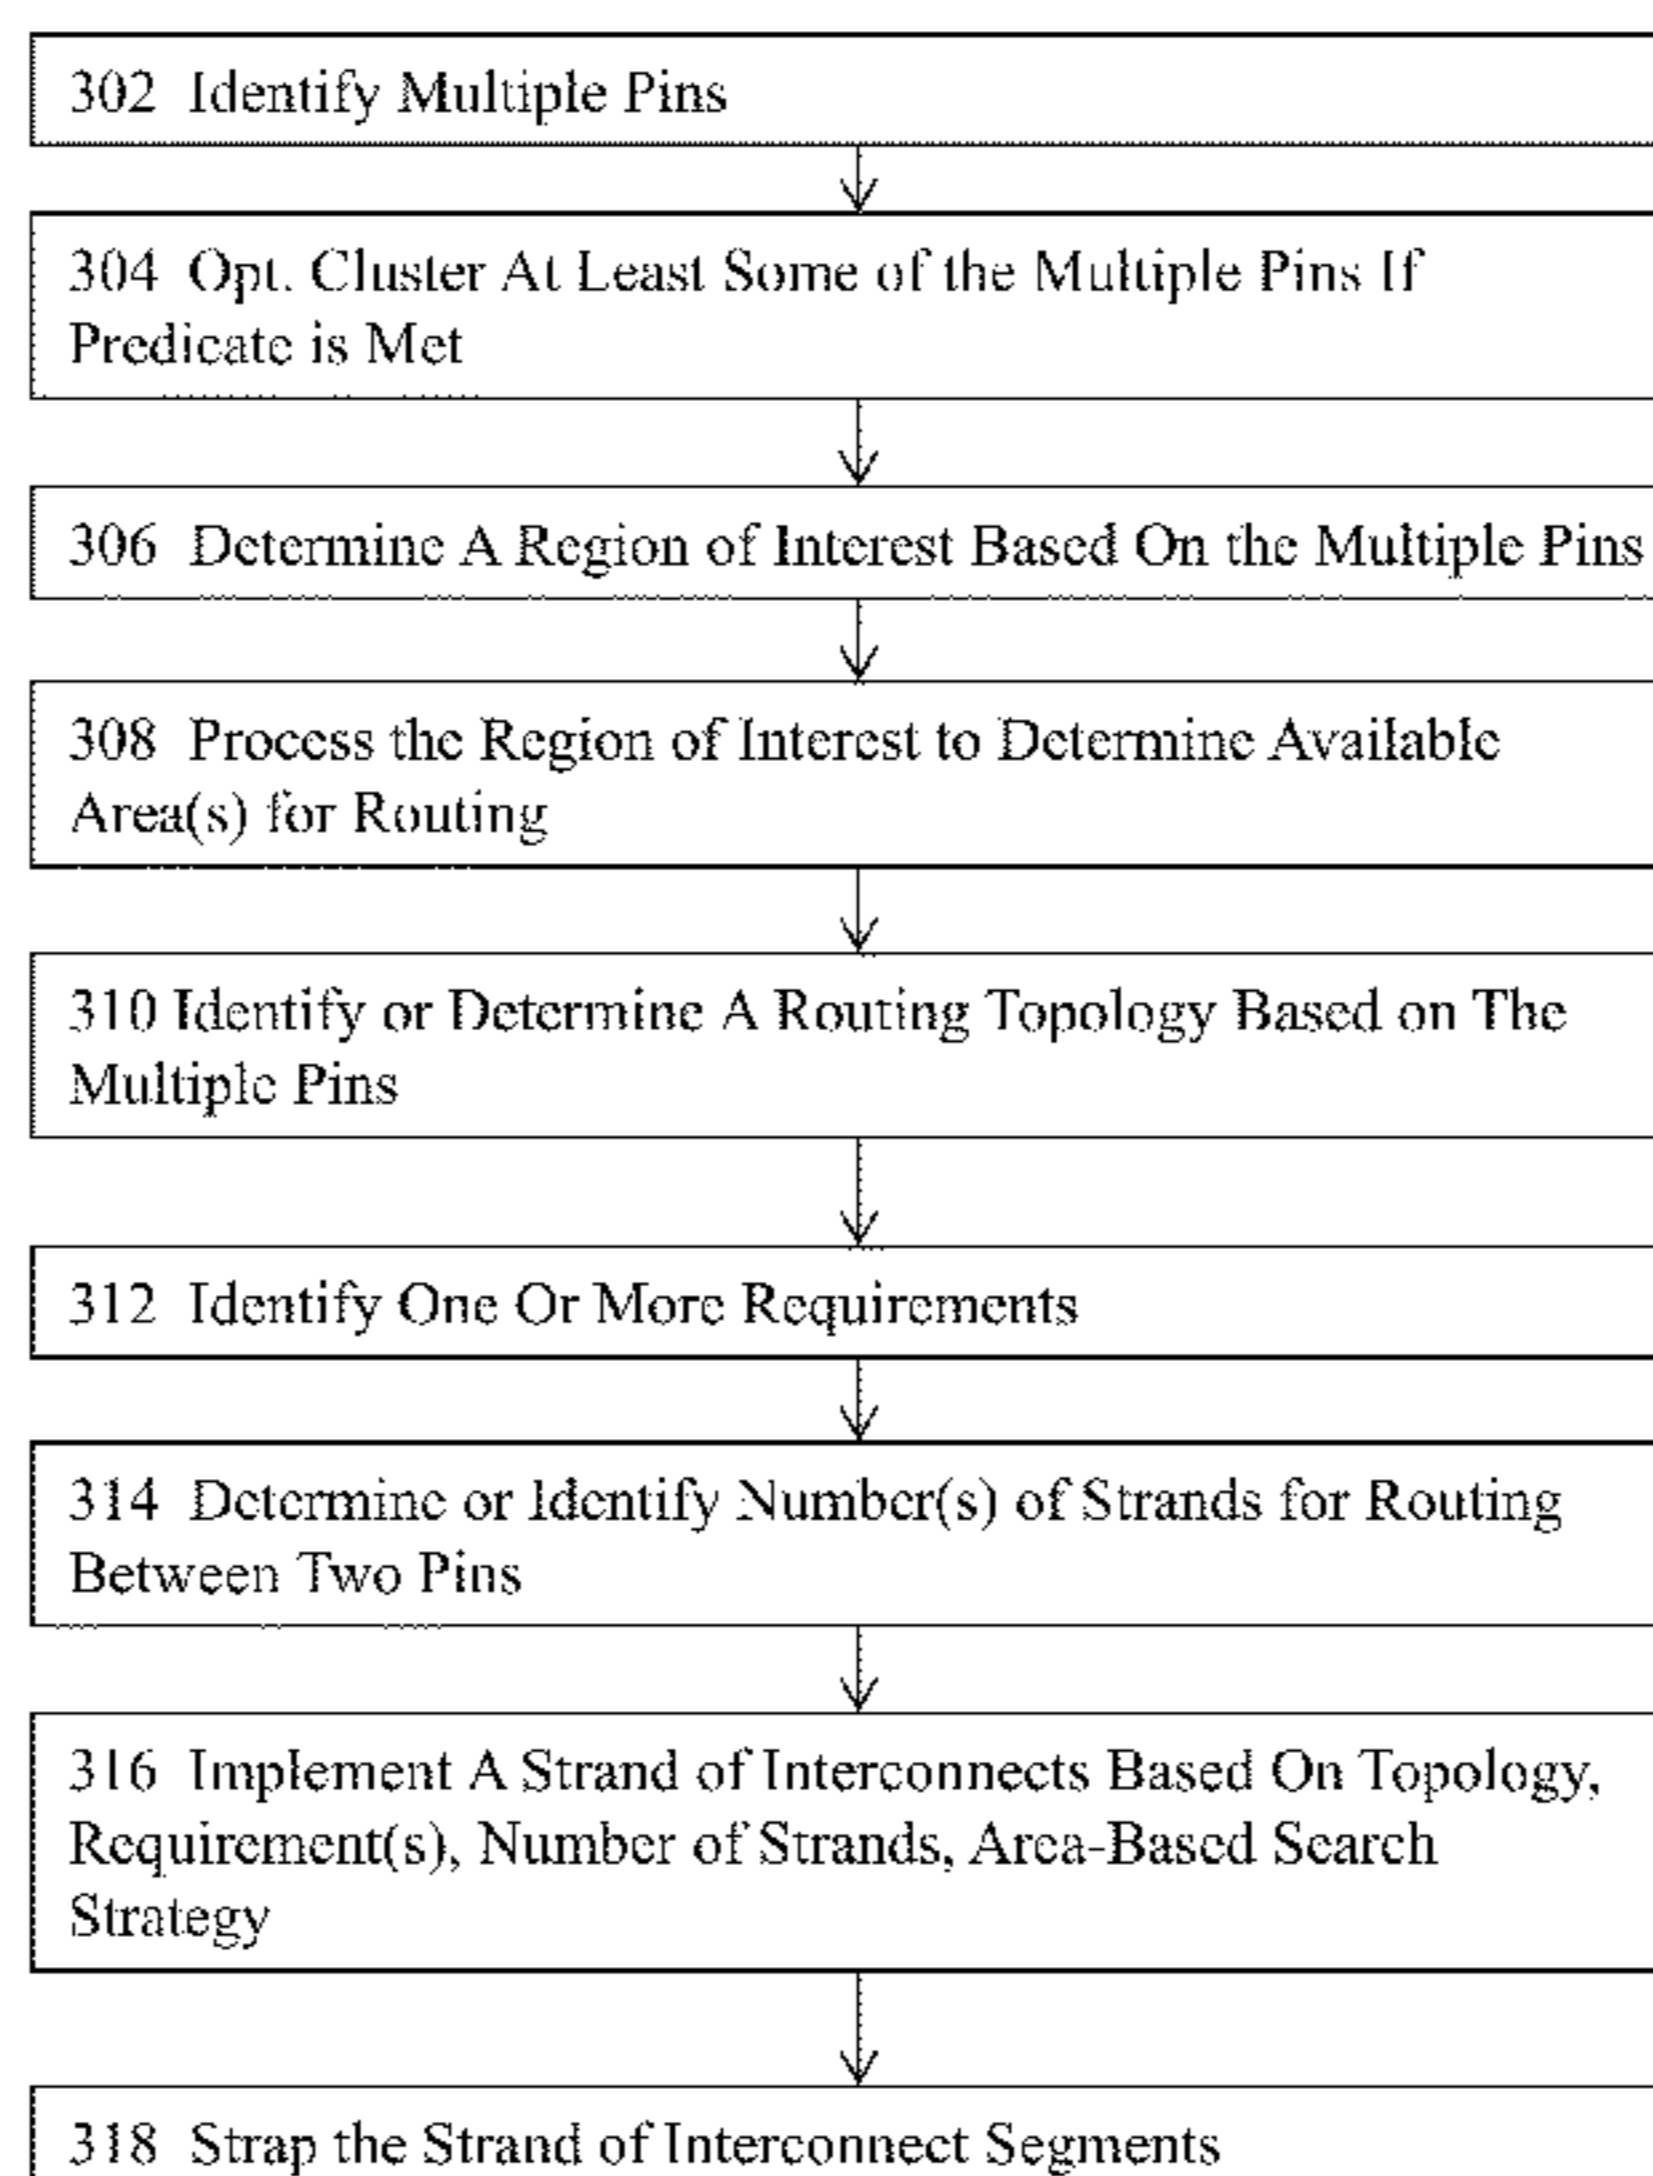 302 Identify Multiple Pins
304 Opt. Cluster At Least Some of the Multiple Pins If
Predicate is Met
306 Determine A Region of Interest Based On the Multiple Pins
308 Process the Region of Interest to Determine Available
Area(s) for Routing
310 Identify or Determine A Routing Topology Based on The
Multiple Pins
312 Identify One Or More Requirements
314 Determine or Identify Number(s) of Strands for Routing
Between Two Pins
316 Implement A Strand of Interconnects Based On Topology,
Requirement(s), Number of Strands, Area-Based Search
Strategy
318 Strap the Strand of Interconnect Segments